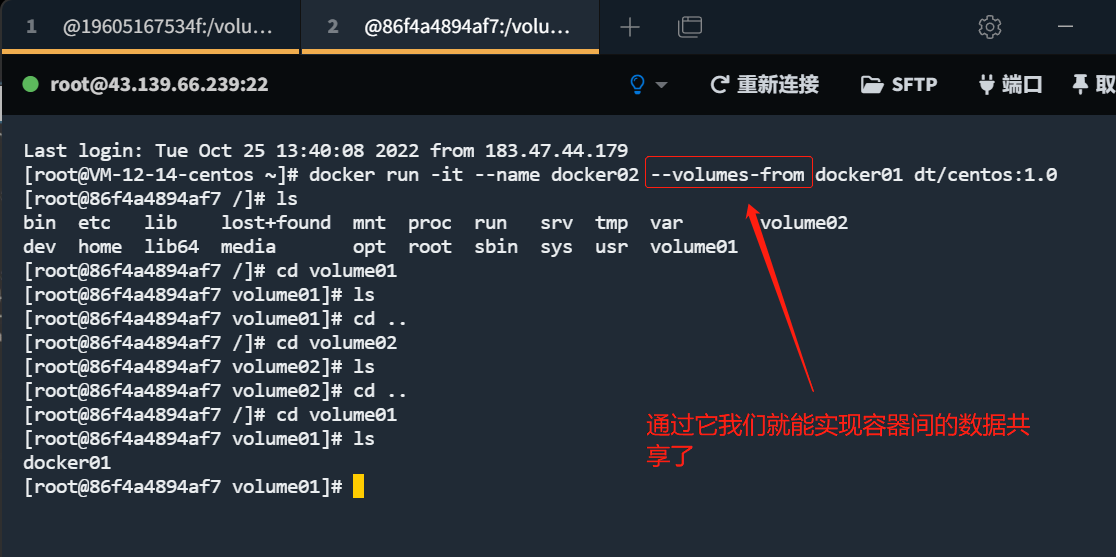 1 @19605167534f:/volu... 2 @86f4a4894af7:/volu...
root@43.139.66.239:22 重新连接 SFTP 端口 取
Last login: Tue Oct 25 13:40:08 2022 from 183.47.44.179
[root@VM-12-14-centos ~]# docker run -it --name docker02 --volumes-from docker01 dt/centos:1.0
[root@86f4a4894af7 /]# ls
bin etc lib lost+found mnt proc run srv tmp var volume02
dev home lib64 media opt root sbin sys usr volume01
[root@86f4a4894af7 /]# cd volume01
[root@86f4a4894af7 volume01]# ls
[root@86f4a4894af7 volume01]# cd ..
[root@86f4a4894af7 /]# cd volume02
[root@86f4a4894af7 volume02]# ls
[root@86f4a4894af7 volume02]# cd ..
[root@86f4a4894af7 /]# cd volume01
[root@86f4a4894af7 volume01]# ls
docker01
[root@86f4a4894af7 volume01]#
通过它我们就能实现容器间的数据共
享了